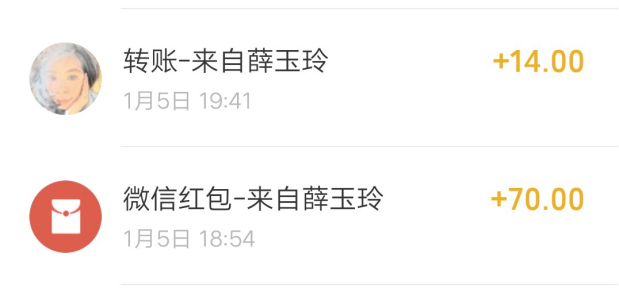 转账-来自薛玉玲
+14.00
1月5日 19:41
微信红包-来自薛玉玲
+70.00
1月5日 18:54